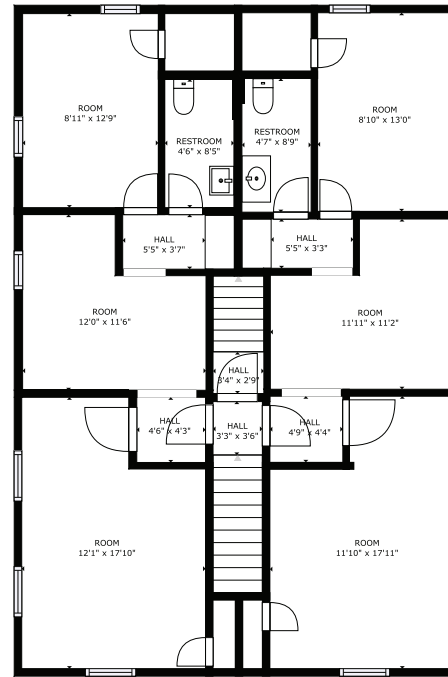 ROOM
8'11" x 12'9"
ROOM
8'10" x 13'0"
RESTROOM
4'6" x 8'5"
RESTROOM
4'7" x 8'9"
HALL
5'5" x 3'7"
HALL
5'5" x 3'3"
ROOM
12'0" x 11'6"
ROOM
11'11" x 11'2"
HALL
3'4" x 2'9"
HALL
4'6" x 4'3"
HALL
3'3" x 3'6"
HALL
4'9" x 4'4"
ROOM
12'1" x 17'10"
ROOM
11'10" x 17'11"